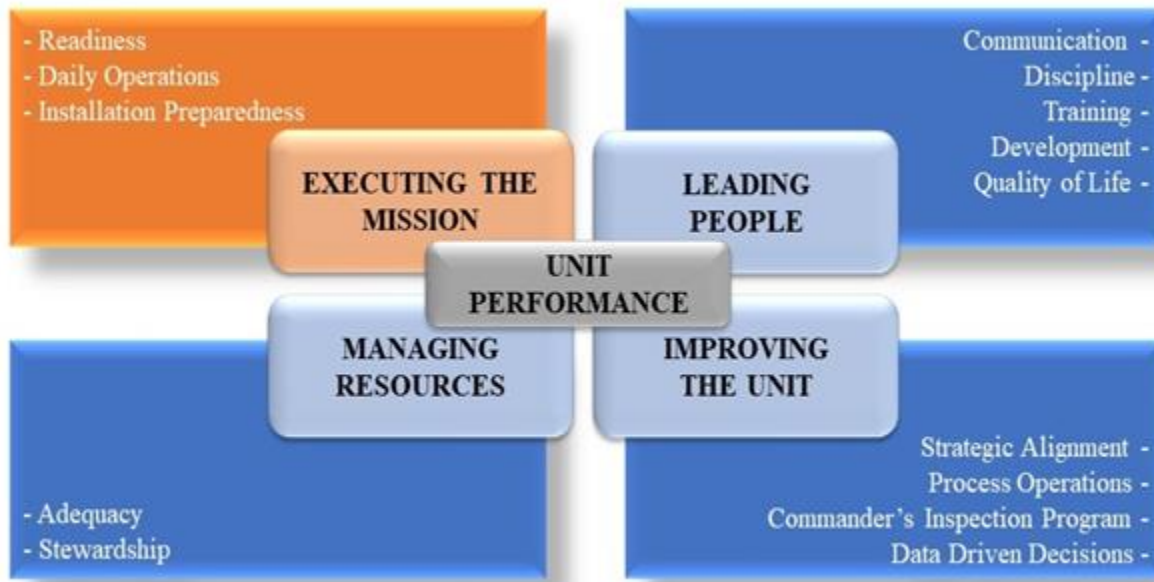 - Readiness
- Daily Operations
- Installation Preparedness
EXECUTING THE
MISSION
Communication -
Discipline -
Training -
Development -
Quality of Life -
LEADING
PEOPLE
UNIT
PERFORMANCE
MANAGING
RESOURCES
- Adequacy
- Stewardship
IMPROVING
THE UNIT
Strategic Alignment -
Process Operations -
Commander’s Inspection Program -
Data Driven Decisions -